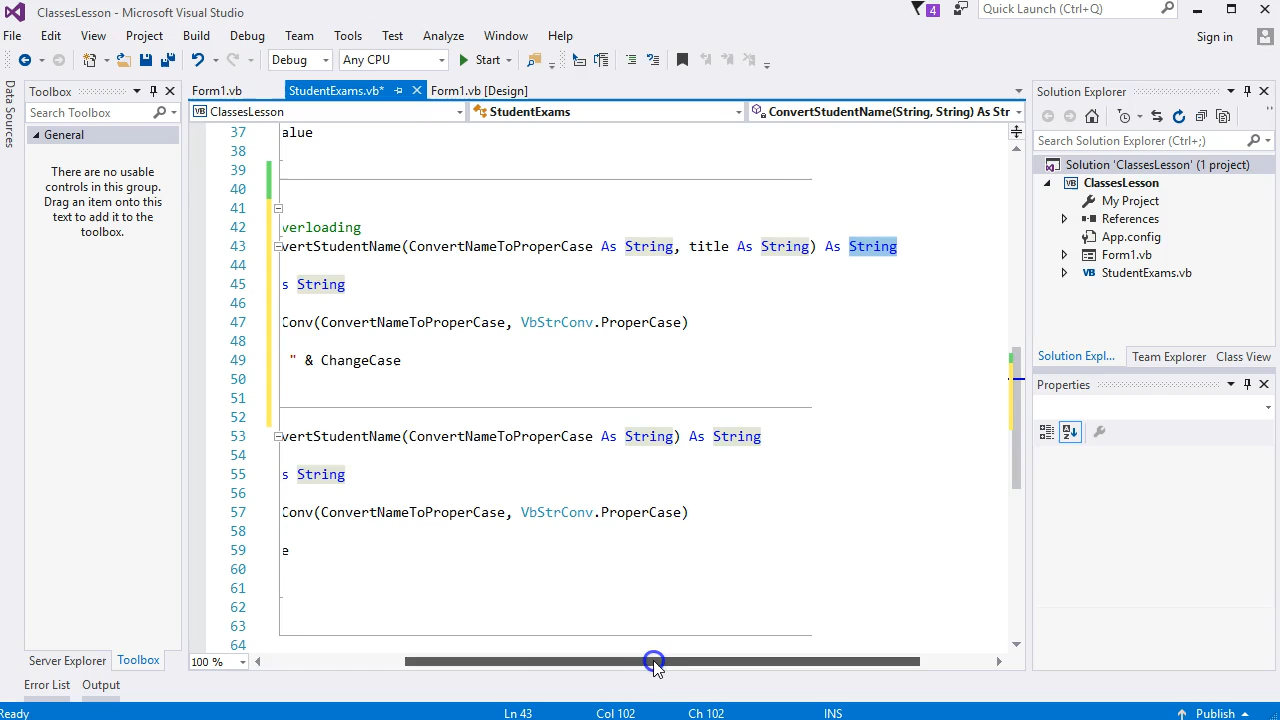 ClassesLesson - Microsoft Visual Studio
4
Quick Launch (Ctrl+Q)
File Edit View Project Build Debug Team Tools Test Analyze Window Help
Sign in
Debug Any CPU Start
Data Sources
Toolbox
Search Toolbox
General
There are no usable
controls in this group.
Drag an item onto this
text to add it to the
toolbox.
Server Explorer Toolbox
Form1.vb StudentExams.vb* Form1.vb [Design]
ClassesLesson StudentExams ConvertStudentName(String, String) As Str
37 alue
38
39
40
41
42 verloading
43 vertStudentName(ConvertNameToProperCase As String, title As String) As String
44
45 s String
46
47 Conv(ConvertNameToProperCase, VbStrConv.ProperCase)
48
49 " & ChangeCase
50
51
52
53 vertStudentName(ConvertNameToProperCase As String) As String
54
55 s String
56
57 Conv(ConvertNameToProperCase, VbStrConv.ProperCase)
58
59 e
60
61
62
63
64
100 %
Solution Explorer
Search Solution Explorer (Ctrl+;)
Solution 'ClassesLesson' (1 project)
ClassesLesson
My Project
References
App.config
Form1.vb
StudentExams.vb
Solution Expl... Team Explorer Class View
Properties
Error List Output
Ready Ln 43 Col 102 Ch 102 INS Publish